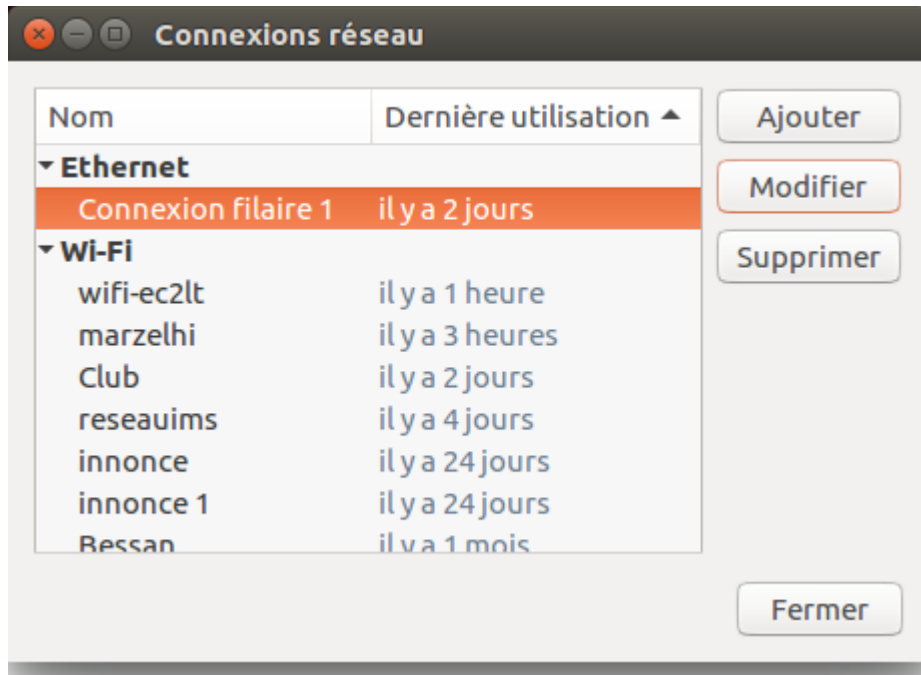 Connexions réseau
Nom Dernière utilisation
Ajouter
Ethernet
Modifier
Connexion filaire 1 il y a 2 jours
Wi-Fi
Supprimer
wifi-ec2lt il y a 1 heure
marzelhi il y a 3 heures
Club il y a 2 jours
reseauims il y a 4 jours
innonce il y a 24 jours
innonce 1 il y a 24 jours
Bessan il y a 1 mois
Fermer